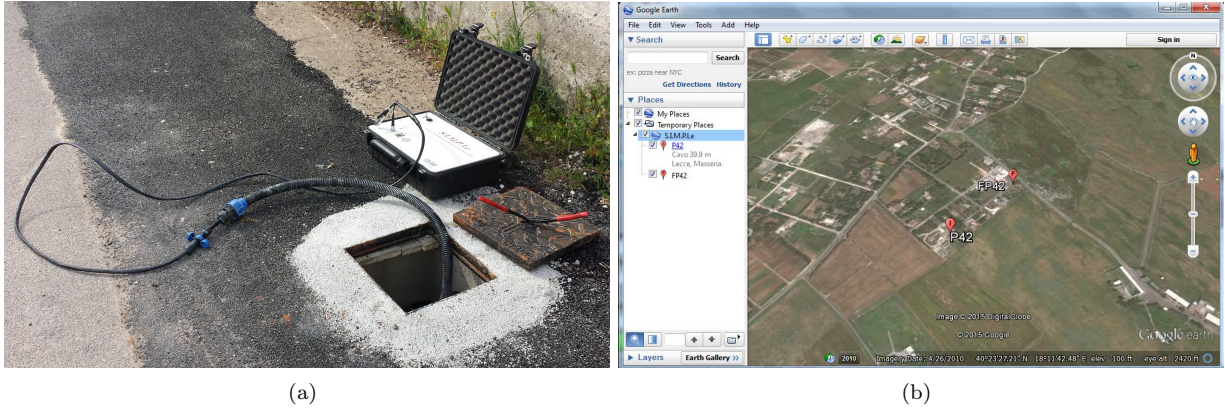 S.I.M.P.Le
Google Earth
File Edit View Tools Add Help
Search
Search
ex: pizza near NYC
Get Directions History
Places
My Places
Temporary Places
S.I.M.P.Le
P42
Cavo 39.8 m
Lecce, Masseria
FP42
Layers
Earth Gallery >>
Sign in
N
FP42
P42
Image © 2015 DigitalGlobe
© 2015 Google
Google earth
2010 Imagery Date: 4/26/2010 40°23'27.21" N 18°11'42.48" E elev 100 ft eye alt 2420 ft
(a)
(b)